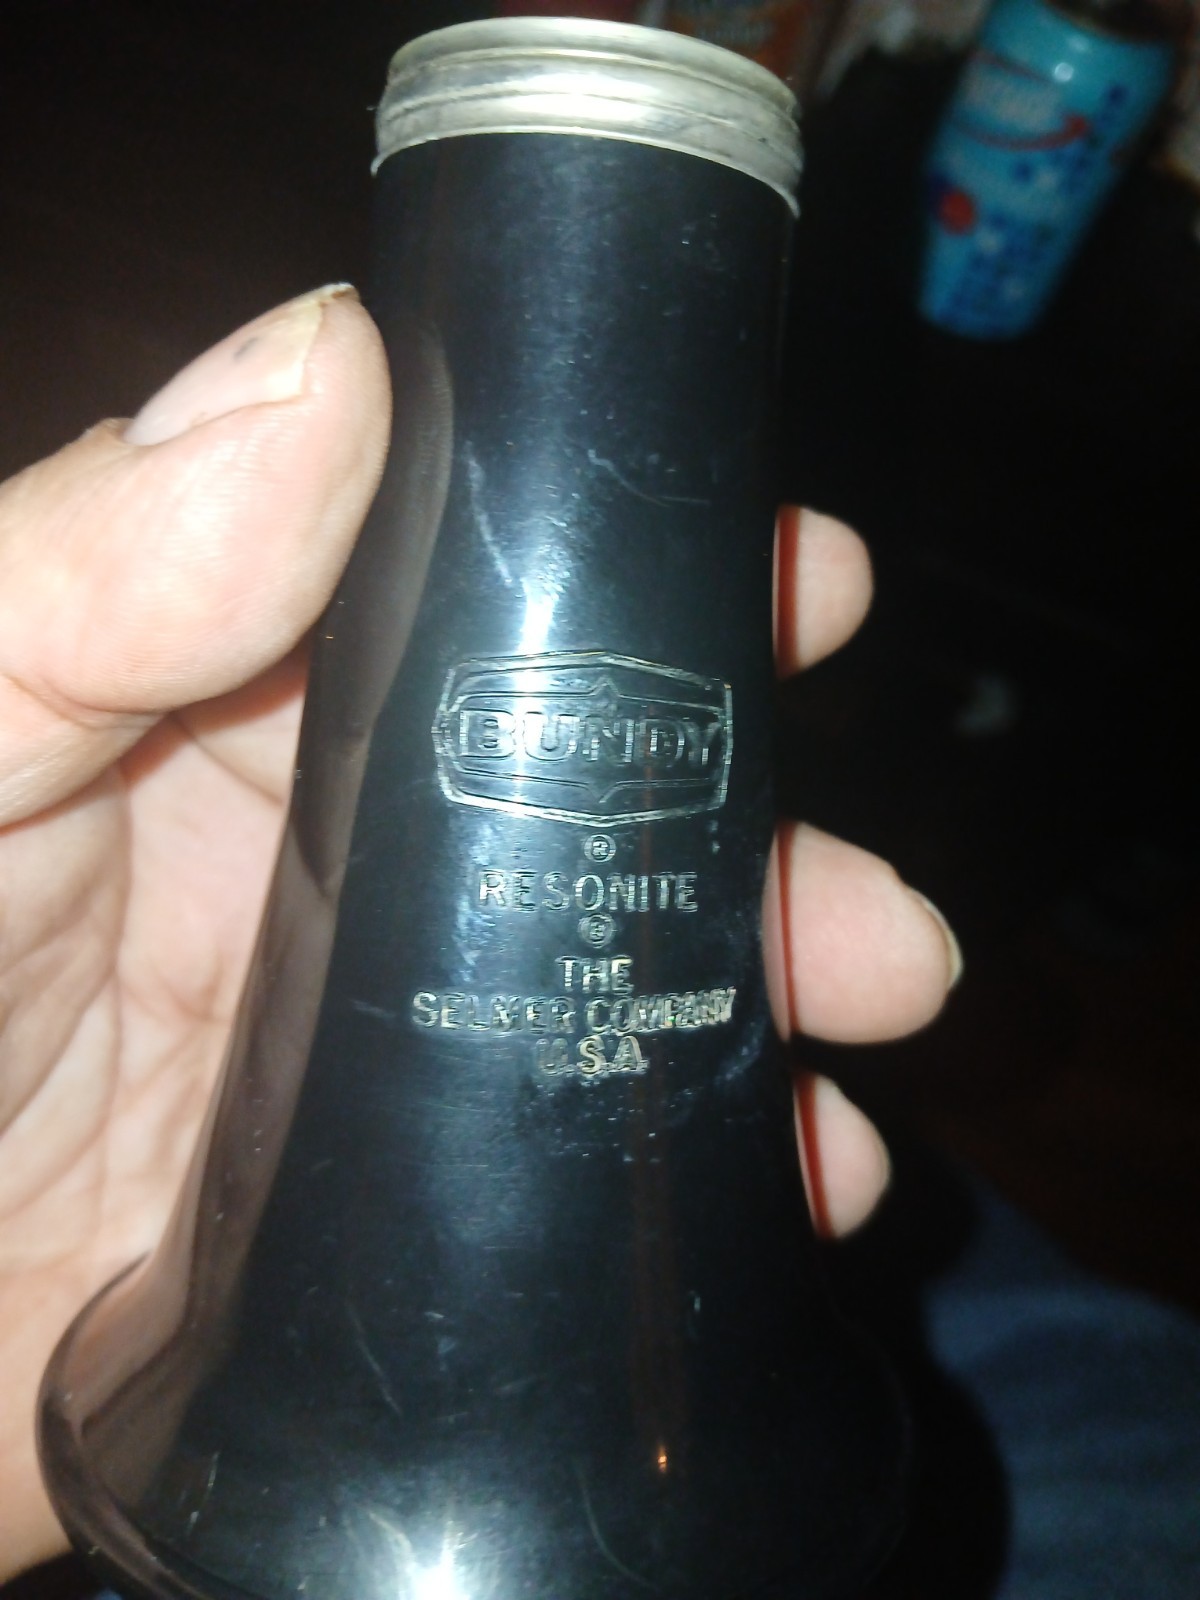 BUNDY
®
RESONITE
®
THE
SELMER COMPANY
U.S.A.